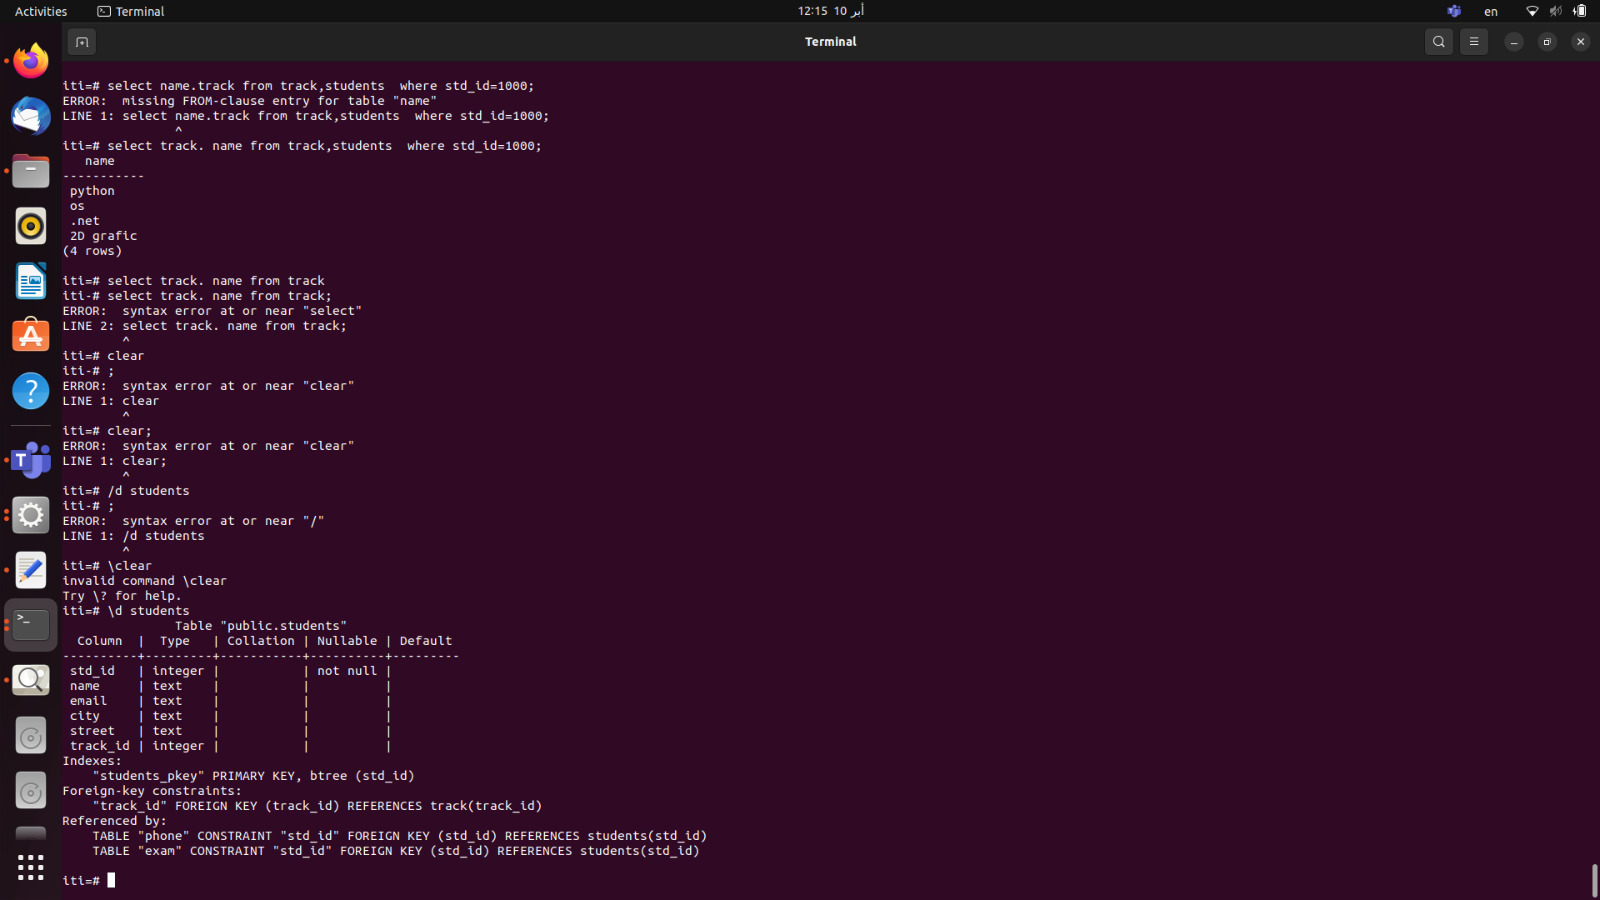 Activities Terminal 12:15 10 أبر en
Terminal
iti=# select name.track from track,students  where std_id=1000;
ERROR:  missing FROM-clause entry for table "name"
LINE 1: select name.track from track,students  where std_id=1000;
               ^
iti=# select track. name from track,students  where std_id=1000;
   name
-----------
 python
 os
 .net
 2D grafic
(4 rows)
iti=# select track. name from track
iti-# select track. name from track;
ERROR:  syntax error at or near "select"
LINE 2: select track. name from track;
        ^
iti=# clear
iti-# ;
ERROR:  syntax error at or near "clear"
LINE 1: clear
        ^
iti=# clear;
ERROR:  syntax error at or near "clear"
LINE 1: clear;
        ^
iti=# /d students
iti-# ;
ERROR:  syntax error at or near "/"
LINE 1: /d students
        ^
iti=# \clear
invalid command \clear
Try \? for help.
iti=# \d students
               Table "public.students"
  Column  |  Type   | Collation | Nullable | Default
----------+---------+-----------+----------+---------
 std_id   | integer |           | not null |
 name     | text    |           |          |
 email    | text    |           |          |
 city     | text    |           |          |
 street   | text    |           |          |
 track_id | integer |           |          |
Indexes:
    "students_pkey" PRIMARY KEY, btree (std_id)
Foreign-key constraints:
    "track_id" FOREIGN KEY (track_id) REFERENCES track(track_id)
Referenced by:
    TABLE "phone" CONSTRAINT "std_id" FOREIGN KEY (std_id) REFERENCES students(std_id)
    TABLE "exam" CONSTRAINT "std_id" FOREIGN KEY (std_id) REFERENCES students(std_id)
iti=#